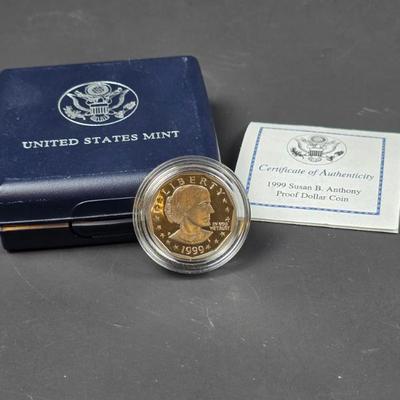 UNITED STATES MINT
Certificate of Authenticity
1999 Susan B. Anthony
Proof Dollar Coin
LIBERTY
IN GOD
WE TRUST
1999